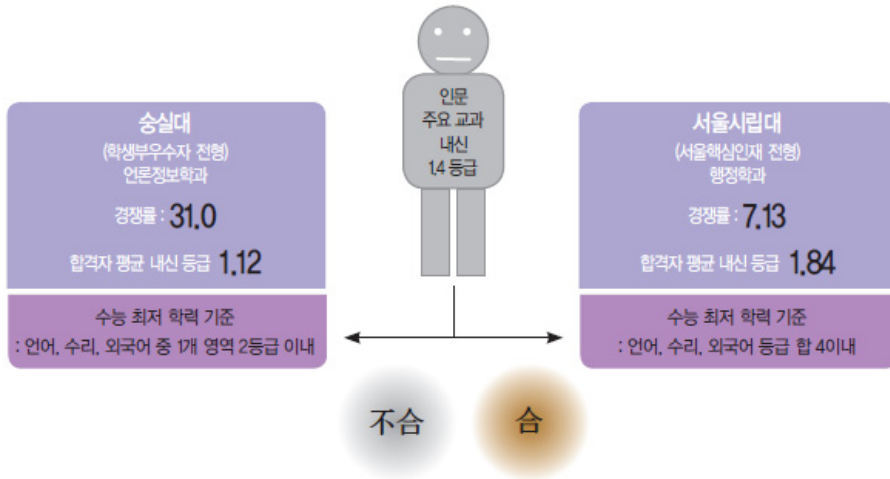 인문
주요 교과
내신
1.4 등급
숭실대
(학생부우수자 전형)
언론정보학과
경쟁률 : 31.0
합격자 평균 내신 등급 1.12
수능 최저 학력 기준
: 언어, 수리, 외국어 중 1개 영역 2등급 이내
서울시립대
(서울핵심인재 전형)
행정학과
경쟁률 : 7.13
합격자 평균 내신 등급 1.84
수능 최저 학력 기준
: 언어, 수리, 외국어 등급 합 4이내
不合
合